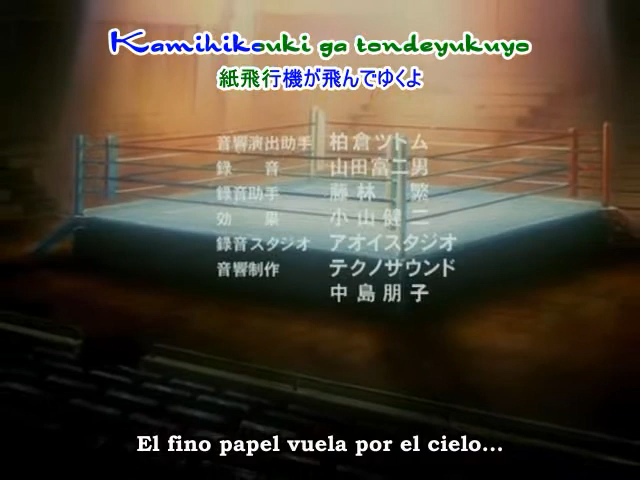 Kamihikouki ga tondeyukuyo
紙飛行機が飛んでゆくよ
音響演出助手 柏倉ツトム
録音 山田富二男
録音助手 藤林 繁
効果 小山健二
録音スタジオ アオイスタジオ
音響制作 テクノサウンド
中島朋子
El fino papel vuela por el cielo...